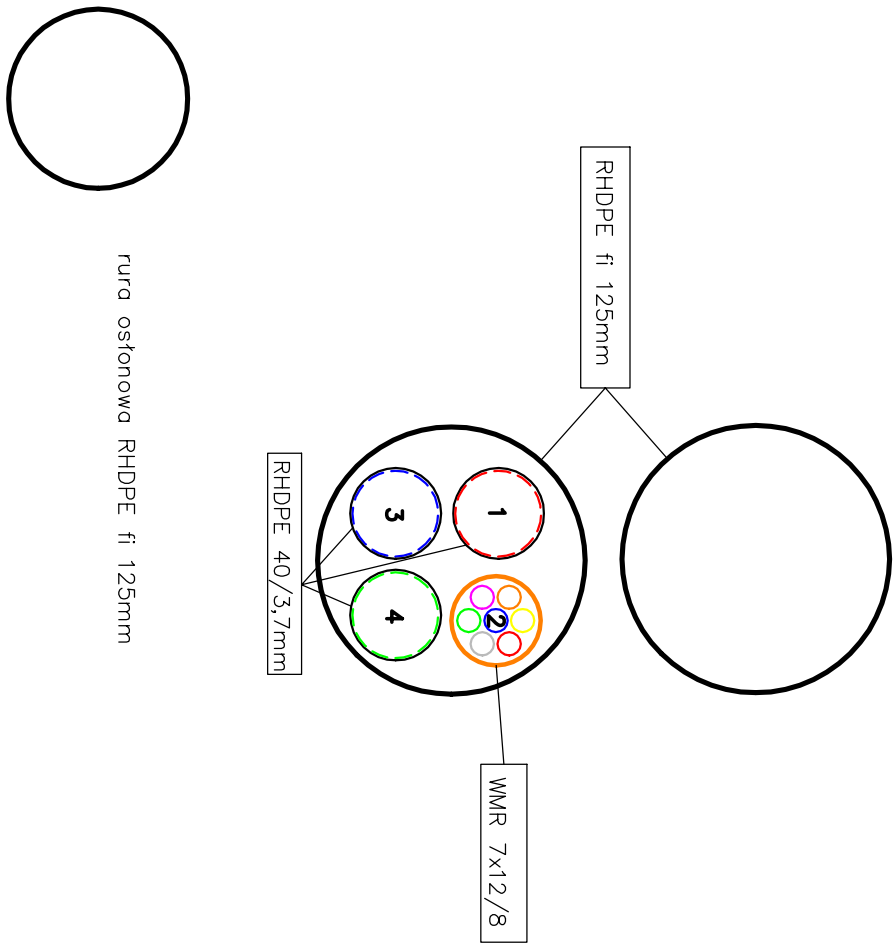 RHDPE fi 125mm
1
2
WMR 7x12/8
3
4
RHDPE 40/3,7mm
rura osłonowa RHDPE fi 125mm